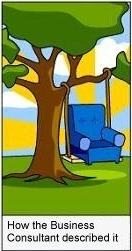 How the Business
Consultant described it